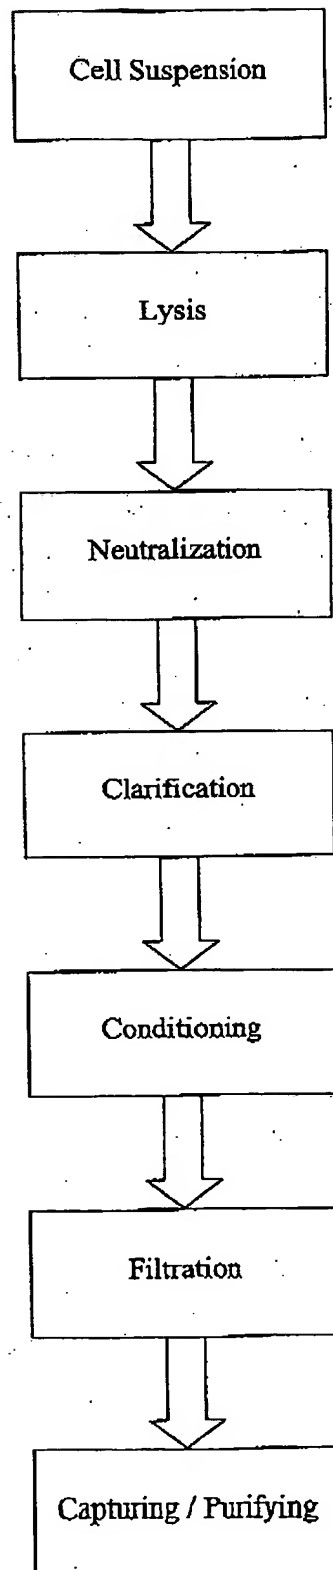 Cell Suspension
Lysis
Neutralization
Clarification
Conditioning
Filtration
Capturing / Purifying